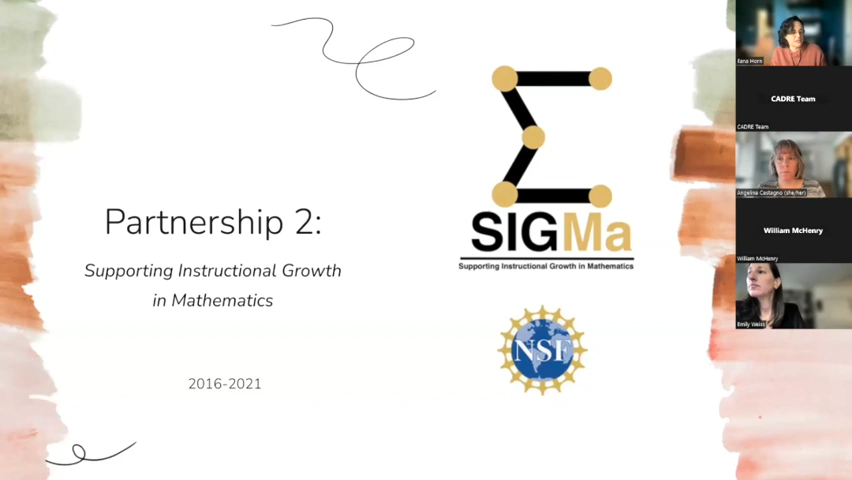 Partnership 2:
Supporting Instructional Growth
in Mathematics
2016-2021
SIGMa
Supporting Instructional Growth in Mathematics
NSF
Ilana Horn
CADRE Team
CADRE Team
Angelina Castagno (she/her)
William McHenry
William McHenry
Emily Weiss